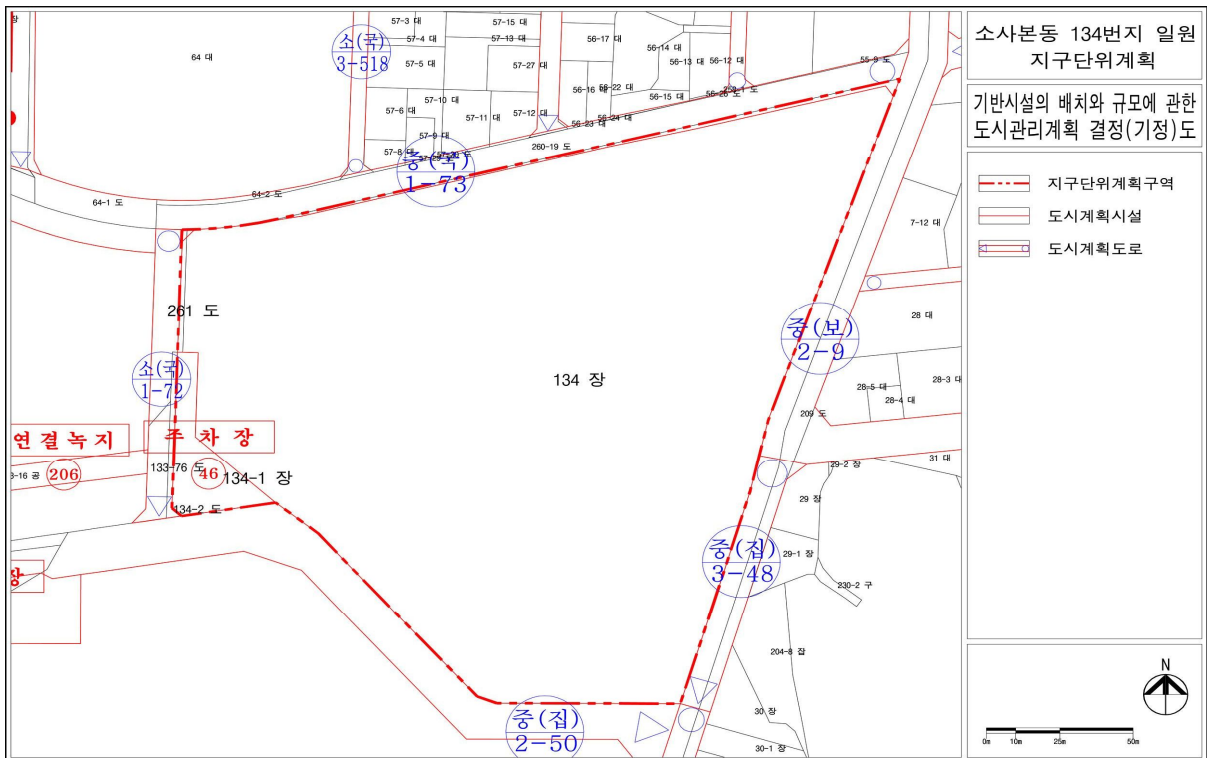 소사본동 134번지 일원
지구단위계획
기반시설의 배치와 규모에 관한
도시관리계획 결정(기정)도
지구단위계획구역
도시계획시설
도시계획도로
N
0m 10m 25m 50m
57-3 대
57-15 대
소(국)
3-518
57-4 대
57-13 대
56-17 대
64 대
56-14 대
57-5 대
57-27 대
56-13 대
56-12 대
55-9 도
56-22 대
57-10 대
56-15 대
57-6 대
57-11 대
57-12 대
56-24 대
56-23 대
57-9 대
57-8 대
260-19 도
중(국)
1-73
64-2 도
64-1 도
7-12 대
261 도
28 대
중(보)
2-9
소(국)
1-72
134 장
28-3 대
28-5 대
28-4 대
209 도
연결녹지
주차장
31 대
133-76 도
29-2 장
206
46
134-1 장
29 장
134-2 도
중(집)
3-48
29-1 장
장
230-2 구
204-8 잡
30 장
중(집)
2-50
30-1 장